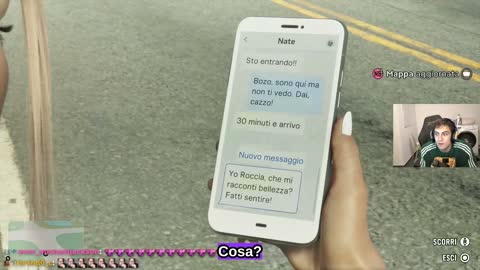 Nate
Sto entrando!!
Bozo, sono qui ma
non ti vedo. Dai,
cazzo!
30 minuti e arrivo
Nuovo messaggio
Yo Roccia, che mi
racconti bellezza?
Fatti sentire!
Mappa aggiornata
SCORRI
ESCI
Cosa?